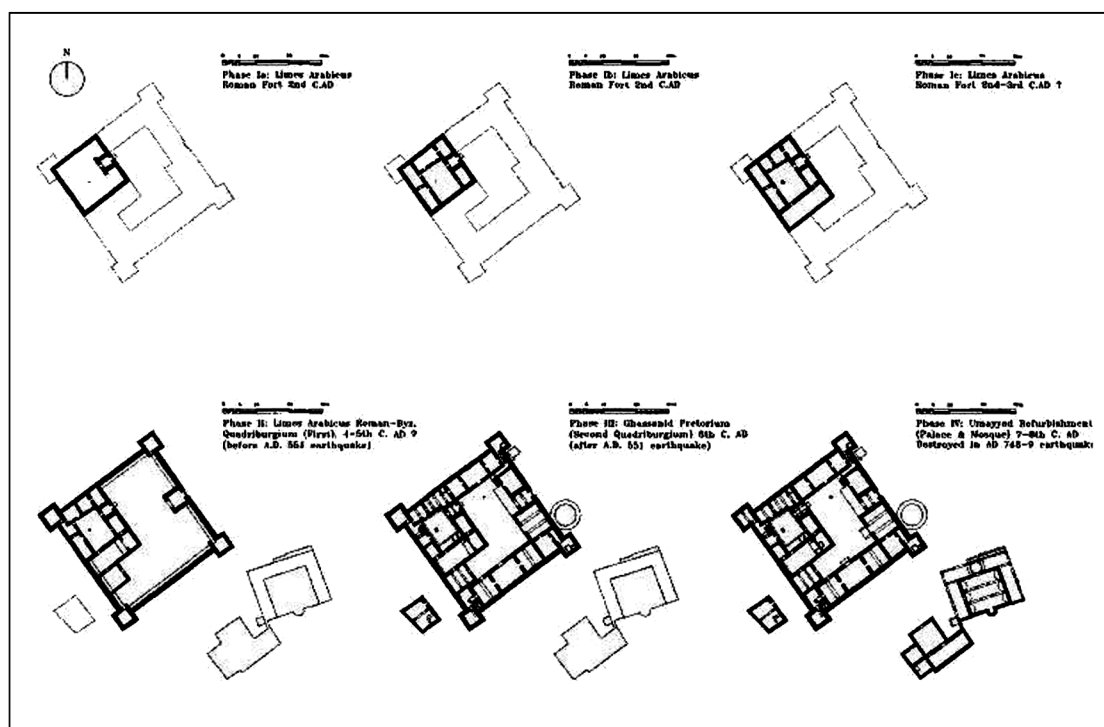 N
Phase Ia: Limes Arabicus
Roman Fort 2nd C.AD
Phase Ib: Limes Arabicus
Roman Fort 2nd C.AD
Phase Ic: Limes Arabicus
Roman Fort 2nd-3rd C.AD ?
Phase II: Limes Arabicus Roman-Byz.
Quadriburgium (First), 4-5th C. AD ?
(before A.D. 551 earthquake)
Phase III: Ghassanid Pretorium
(Second Quadriburgium) 6th C. AD
(after A.D. 551 earthquake)
Phase IV: Umayyad Refurbishment
(Palace & Mosque) 7-8th C. AD
Destroyed in AD 748-9 earthquake